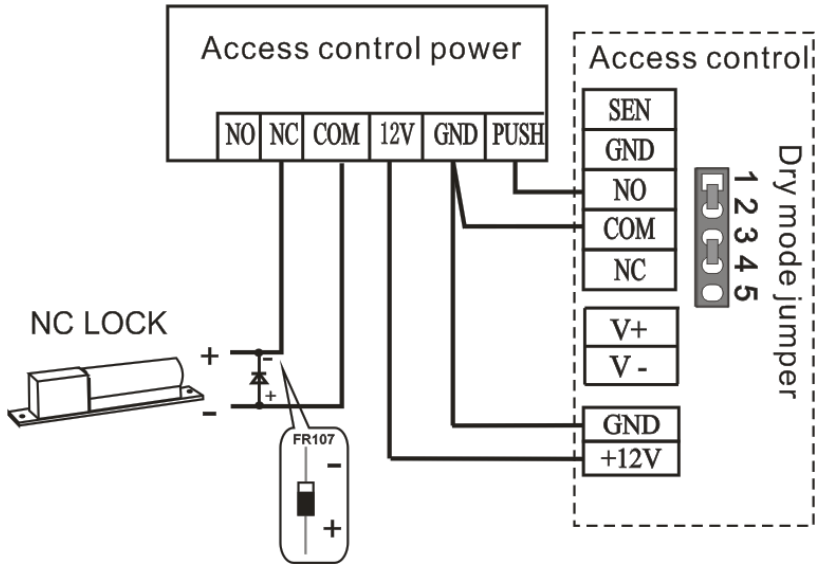 Access control power
NO NC COM 12V GND PUSH
Access control
SEN
GND
NO
COM
NC
V+
V -
GND
+12V
1 2 3 4 5
Dry mode jumper
NC LOCK
+
-
-
+
FR107
-
+